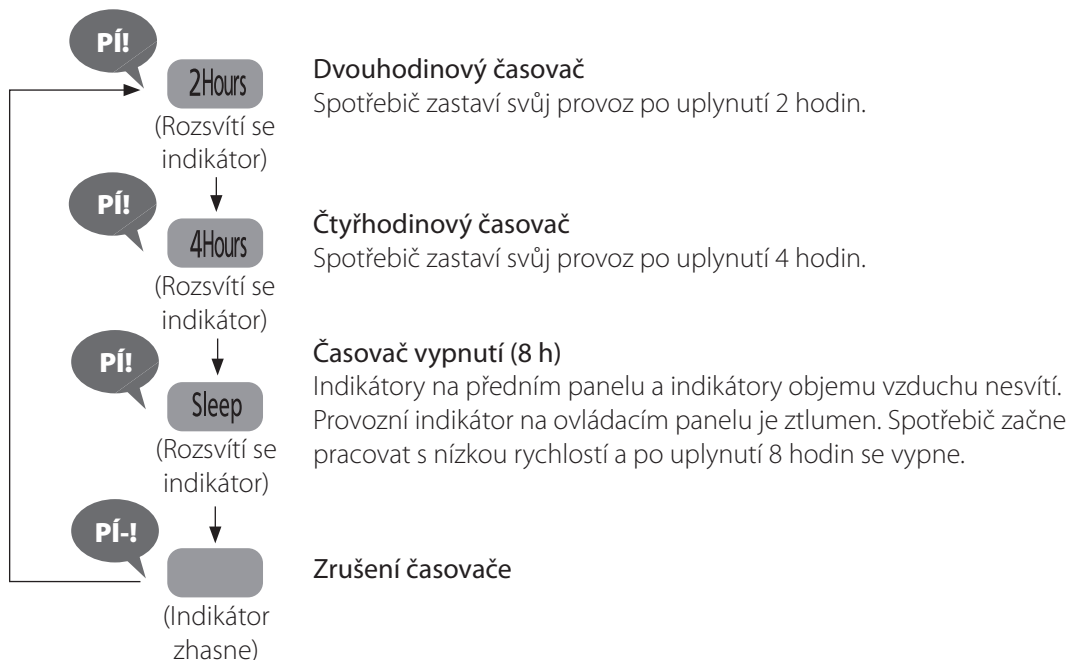 PÍ!
2Hours
(Rozsvítí se
indikátor)
Dvouhodinový časovač
Spotřebič zastaví svůj provoz po uplynutí 2 hodin.
PÍ!
4Hours
(Rozsvítí se
indikátor)
Čtyřhodinový časovač
Spotřebič zastaví svůj provoz po uplynutí 4 hodin.
PÍ!
Sleep
(Rozsvítí se
indikátor)
Časovač vypnutí (8 h)
Indikátory na předním panelu a indikátory objemu vzduchu nesvítí.
Provozní indikátor na ovládacím panelu je ztlumen. Spotřebič začne
pracovat s nízkou rychlostí a po uplynutí 8 hodin se vypne.
PÍ-!
(Indikátor
zhasne)
Zrušení časovače